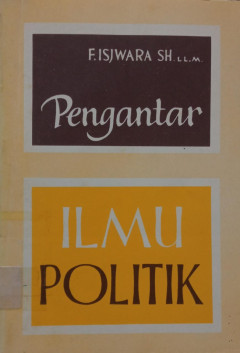 F. ISJWARA SH. LL.M.
Pengantar
ILMU
POLITIK